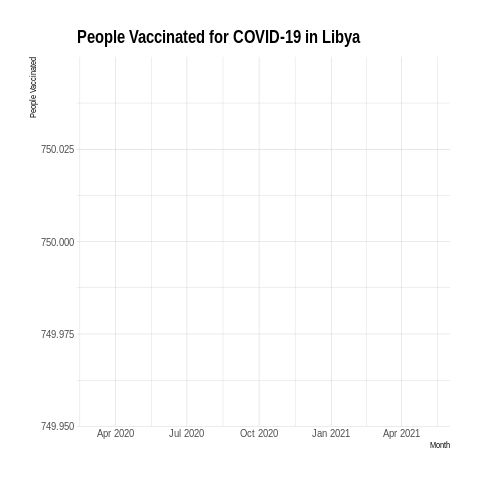 People Vaccinated for COVID-19 in Libya
People Vaccinated
750.025
750.000
749.975
749.950
Apr 2020 Jul 2020 Oct 2020 Jan 2021 Apr 2021
Month